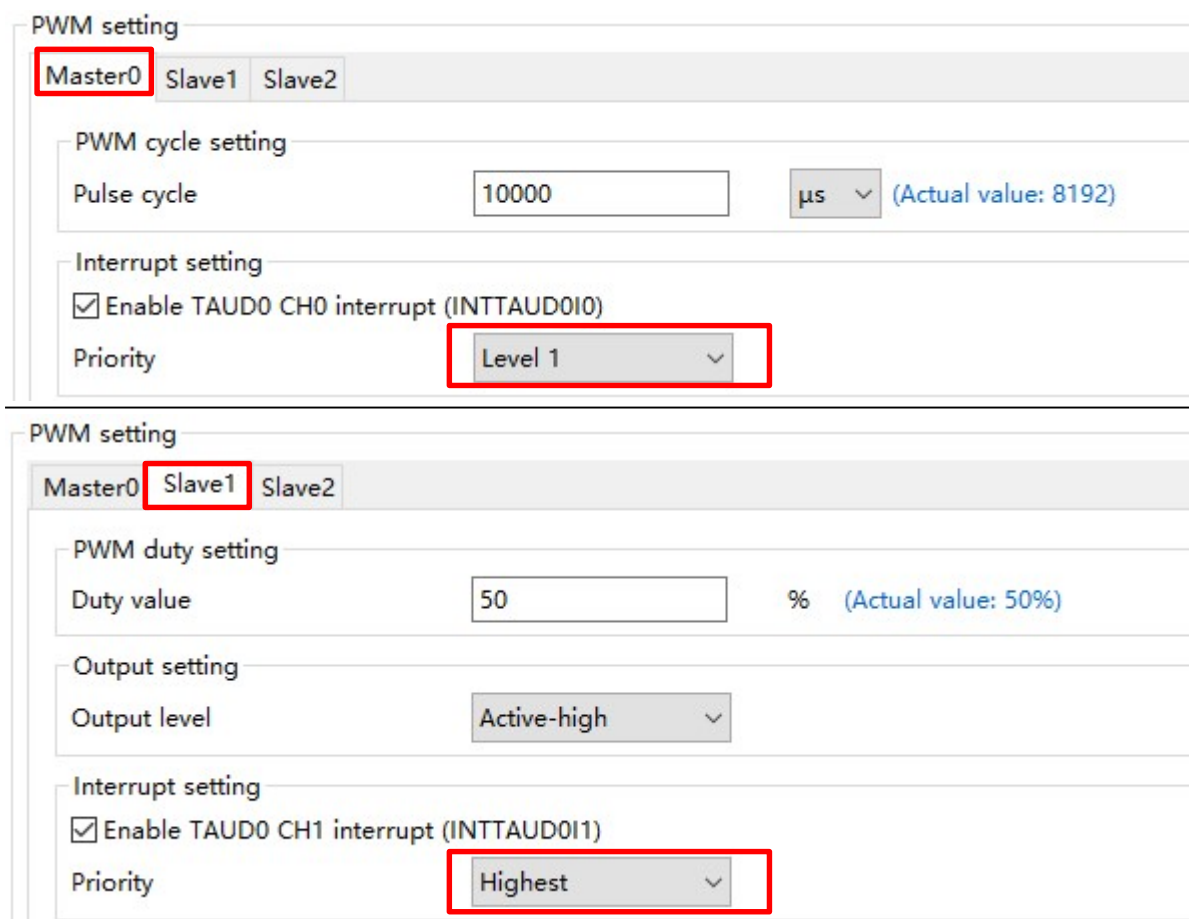 PWM setting
Master0 Slave1 Slave2
PWM cycle setting
Pulse cycle 10000 μs (Actual value: 8192)
Interrupt setting
Enable TAUD0 CH0 interrupt (INTTAUD0I0)
Priority Level 1
PWM setting
Master0 Slave1 Slave2
PWM duty setting
Duty value 50 % (Actual value: 50%)
Output setting
Output level Active-high
Interrupt setting
Enable TAUD0 CH1 interrupt (INTTAUD0I1)
Priority Highest